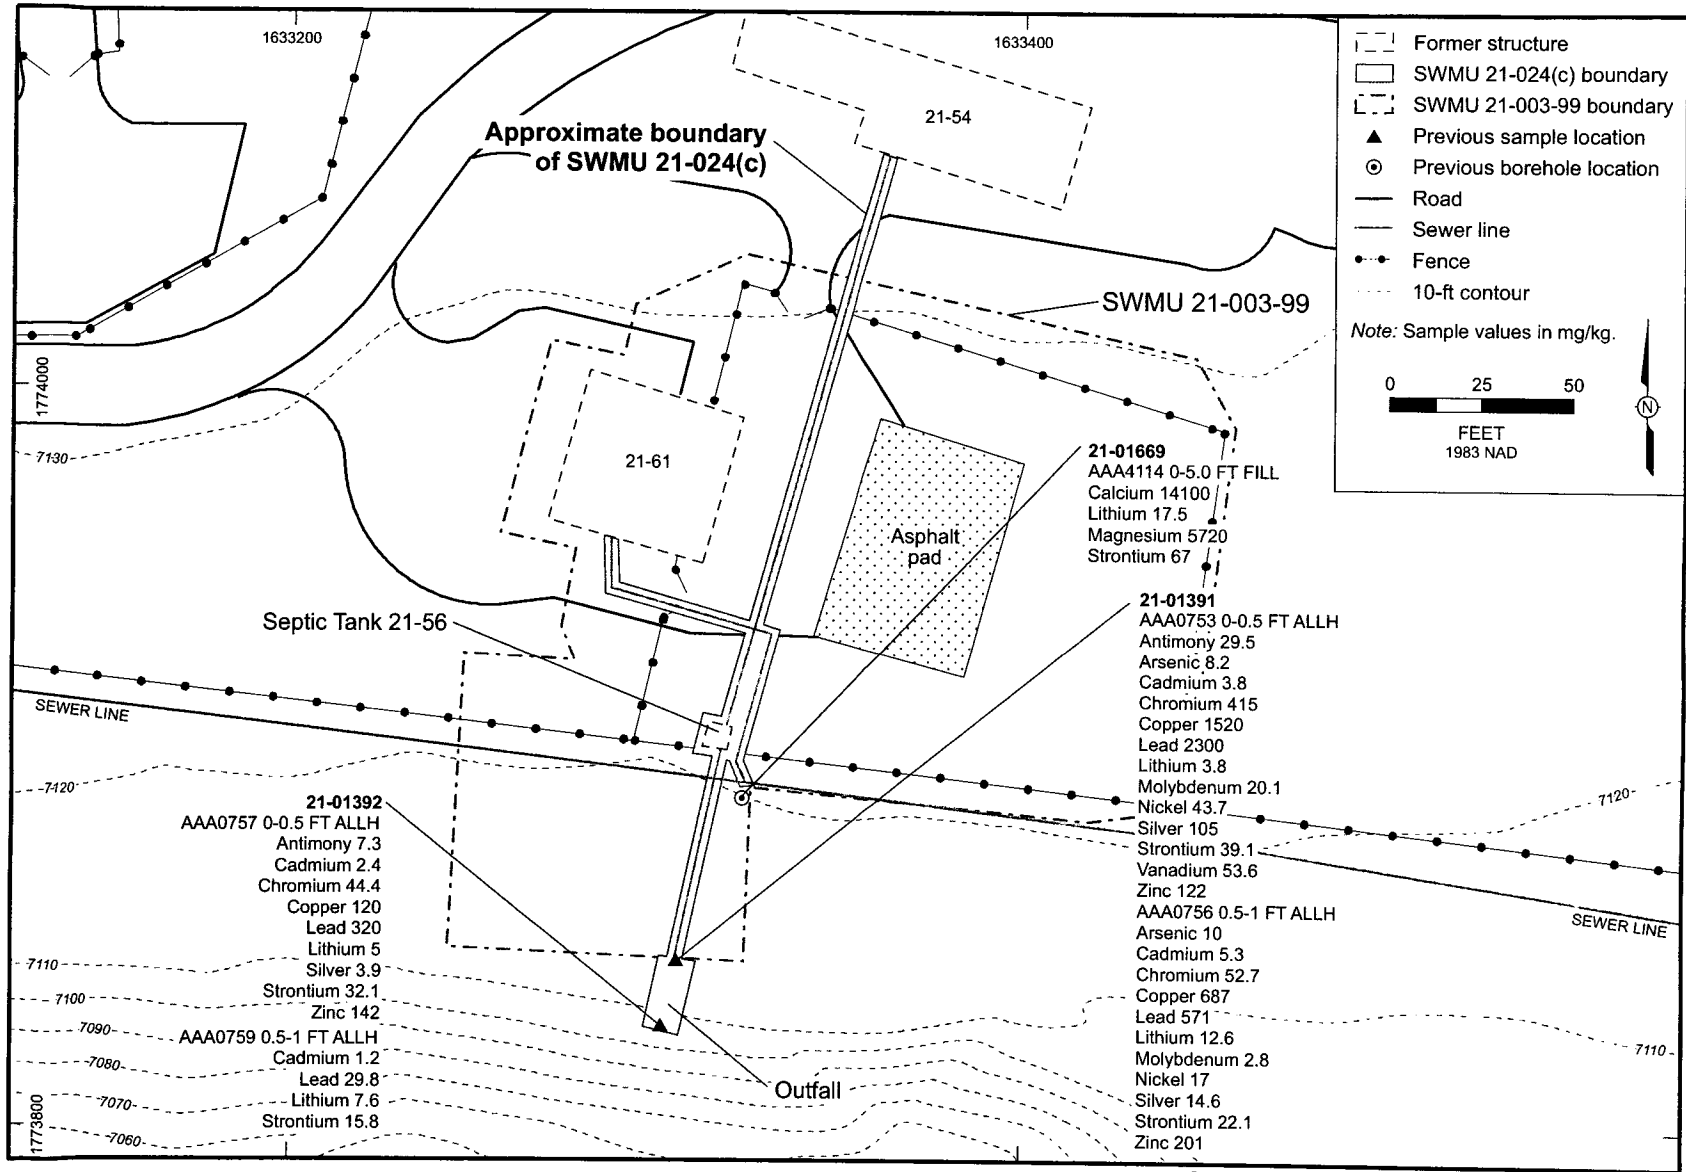 1633200
1633400
Former structure
SWMU 21-024(c) boundary
SWMU 21-003-99 boundary
Previous sample location
Previous borehole location
Road
Sewer line
Fence
10-ft contour
Note: Sample values in mg/kg.
0 25 50
FEET
1983 NAD
N
21-54
Approximate boundary
of SWMU 21-024(c)
SWMU 21-003-99
1774000
7130
21-61
Asphalt
pad
21-01669
AAA4114 0-5.0 FT FILL
Calcium 14100
Lithium 17.5
Magnesium 5720
Strontium 67
Septic Tank 21-56
SEWER LINE
7120
21-01391
AAA0753 0-0.5 FT ALLH
Antimony 29.5
Arsenic 8.2
Cadmium 3.8
Chromium 415
Copper 1520
Lead 2300
Lithium 3.8
Molybdenum 20.1
Nickel 43.7
Silver 105
Strontium 39.1
Vanadium 53.6
Zinc 122
AAA0756 0.5-1 FT ALLH
Arsenic 10
Cadmium 5.3
Chromium 52.7
Copper 687
Lead 571
Lithium 12.6
Molybdenum 2.8
Nickel 17
Silver 14.6
Strontium 22.1
Zinc 201
7120
SEWER LINE
7110
21-01392
AAA0757 0-0.5 FT ALLH
Antimony 7.3
Cadmium 2.4
Chromium 44.4
Copper 120
Lead 320
Lithium 5
Silver 3.9
Strontium 32.1
Zinc 142
AAA0759 0.5-1 FT ALLH
Cadmium 1.2
Lead 29.8
Lithium 7.6
Strontium 15.8
7110
7100
7090
7080
7070
7060
1773800
Outfall